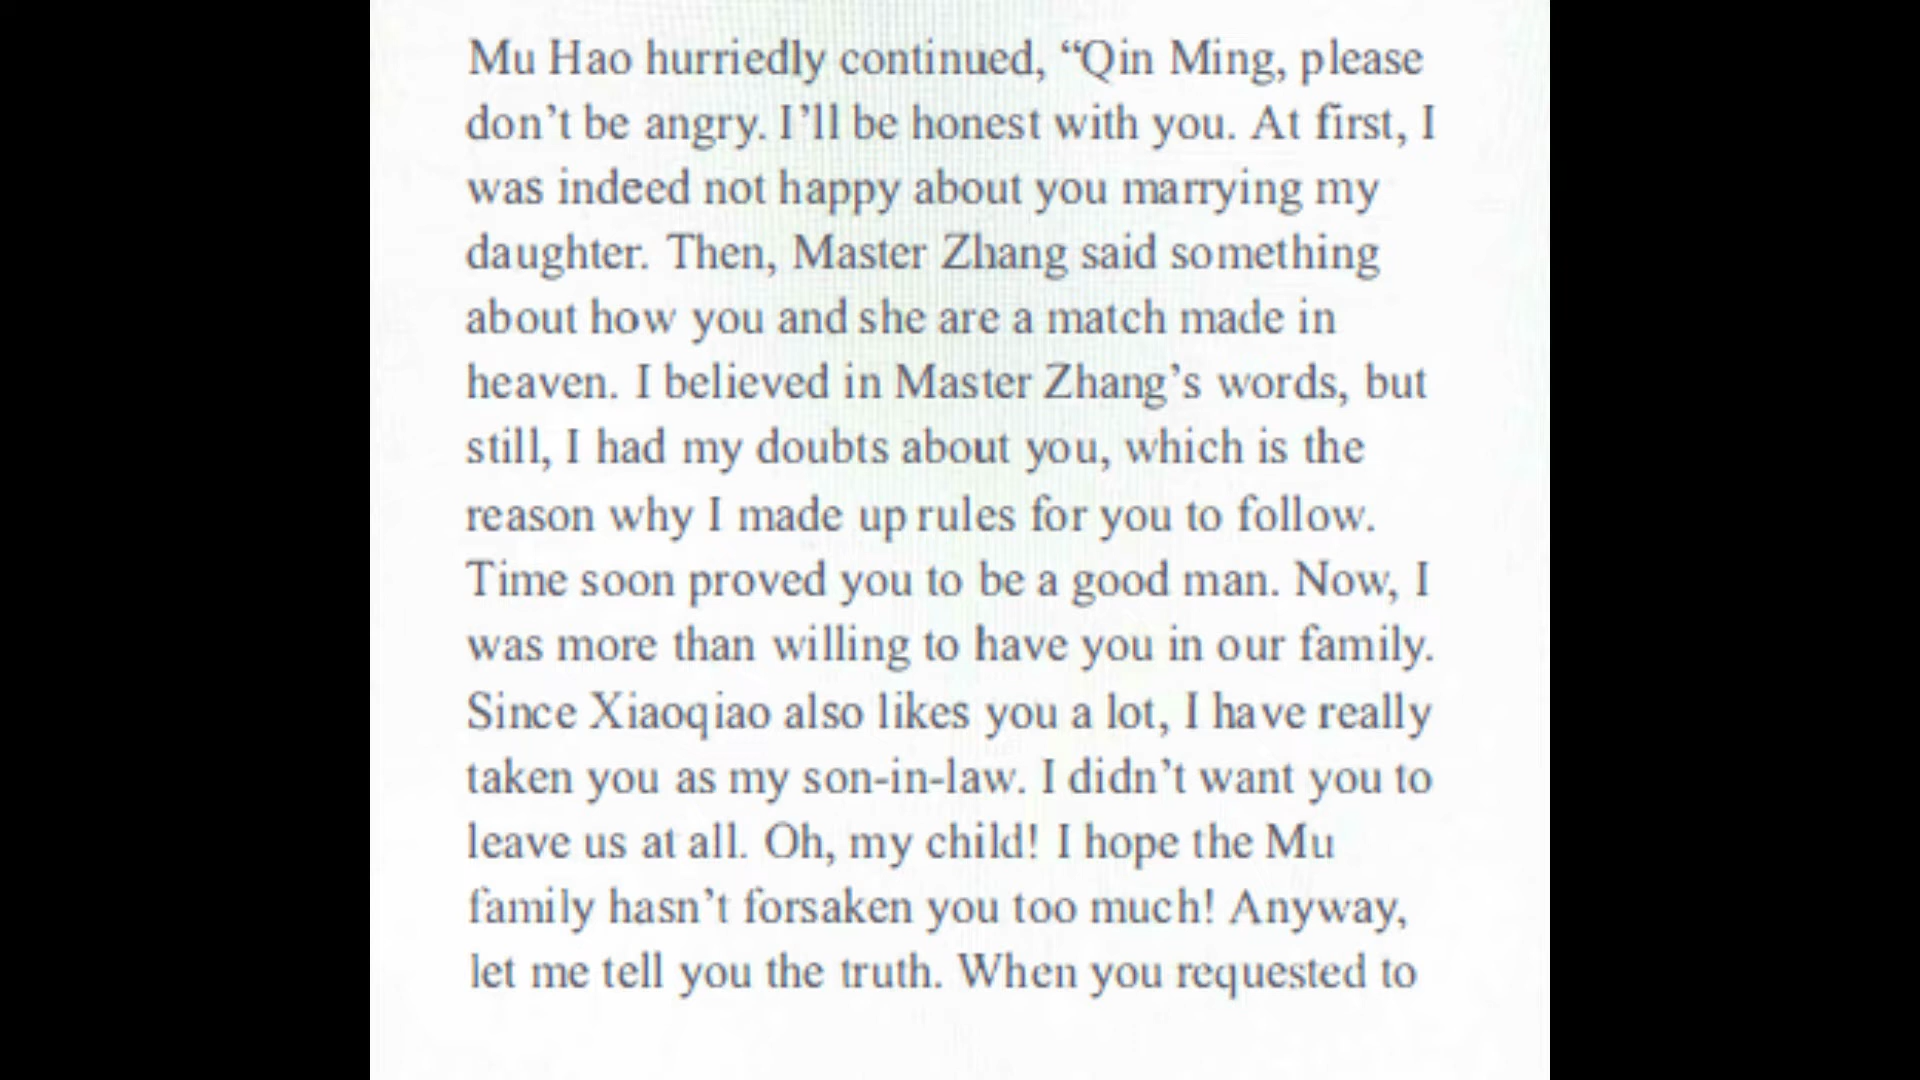 Mu Hao hurriedly continued, “Qin Ming, please
don’t be angry. I’ll be honest with you. At first, I
was indeed not happy about you marrying my
daughter. Then, Master Zhang said something
about how you and she are a match made in
heaven. I believed in Master Zhang’s words, but
still, I had my doubts about you, which is the
reason why I made up rules for you to follow.
Time soon proved you to be a good man. Now, I
was more than willing to have you in our family.
Since Xiaoqiao also likes you a lot, I have really
taken you as my son-in-law. I didn’t want you to
leave us at all. Oh, my child! I hope the Mu
family hasn’t forsaken you too much! Anyway,
let me tell you the truth. When you requested to